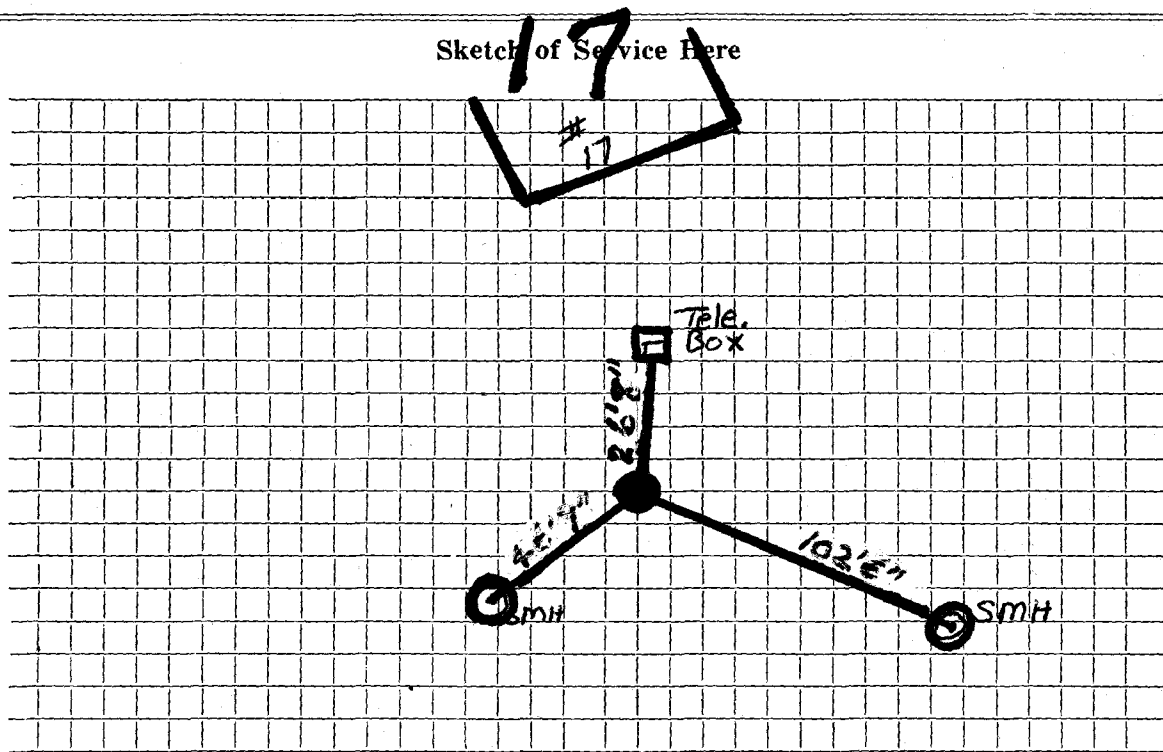 Sketch of Service Here
17
#
17
Tele.
Box
102'6"
SMH
SMH